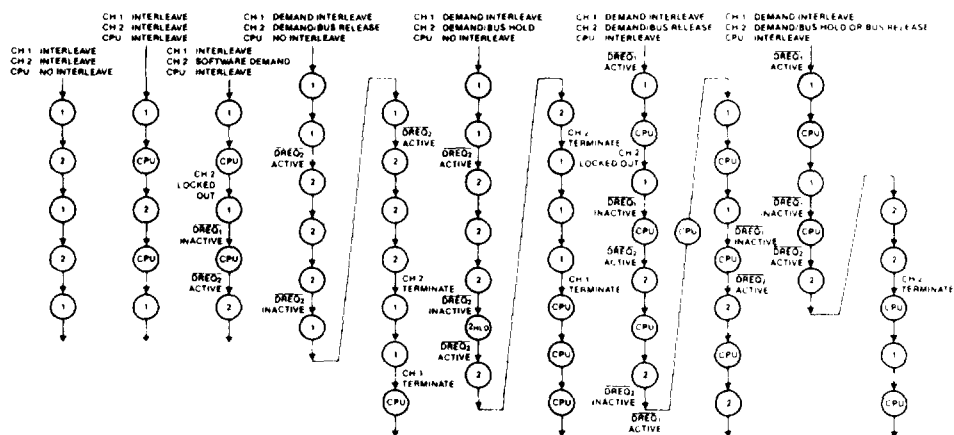 CH 1 INTERLEAVE
CH 2 INTERLEAVE
CPU NO INTERLEAVE
1
2
1
2
1
CH 1 INTERLEAVE
CH 2 INTERLEAVE
CPU INTERLEAVE
1
CPU
2
CPU
1
CH 1 INTERLEAVE
CH 2 SOFTWARE DEMAND
CPU INTERLEAVE
1
CPU
CH 2
LOCKED
OUT
1
DREQ1
INACTIVE
CPU
DREQ2
ACTIVE
2
CH 1 DEMAND INTERLEAVE
CH 2 DEMAND/BUS RELEASE
CPU NO INTERLEAVE
1
1
DREQ2
ACTIVE
2
2
2
DREQ2
INACTIVE
1
2
DREQ2
ACTIVE
2
2
2
CH 2
TERMINATE
1
1
CH 1
TERMINATE
CPU
CH 1 DEMAND INTERLEAVE
CH 2 DEMAND/BUS HOLD
CPU NO INTERLEAVE
1
1
DREQ2
ACTIVE
2
2
2
DREQ2
INACTIVE
2HLD
DREQ2
ACTIVE
2
2
CH 2
TERMINATE
1
1
1
CH 1
TERMINATE
CPU
CPU
CPU
CH 1 DEMAND INTERLEAVE
CH 2 DEMAND/BUS RELEASE
CPU INTERLEAVE
DREQ1
ACTIVE
1
CPU
CH 2
LOCKED OUT
1
DREQ1
INACTIVE
CPU
DREQ2
ACTIVE
2
CPU
2
DREQ2
INACTIVE
DREQ1
ACTIVE
CPU
1
CPU
1
DREQ1
INACTIVE
CPU
DREQ2
ACTIVE
2
CPU
2
CH 1 DEMAND INTERLEAVE
CH 2 DEMAND/BUS HOLD OR BUS RELEASE
CPU INTERLEAVE
DREQ1
ACTIVE
1
CPU
1
DREQ1
INACTIVE
CPU
DREQ2
ACTIVE
2
2
2
CH 2
TERMINATE
CPU
1
CPU